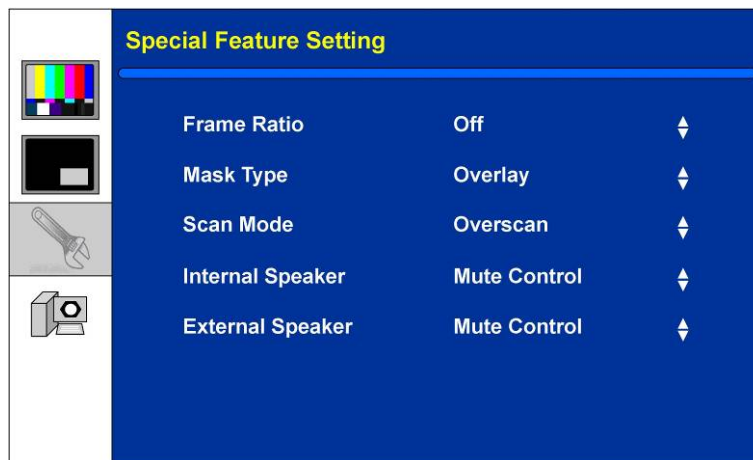 Special Feature Setting
Frame Ratio Off
Mask Type Overlay
Scan Mode Overscan
Internal Speaker Mute Control
External Speaker Mute Control